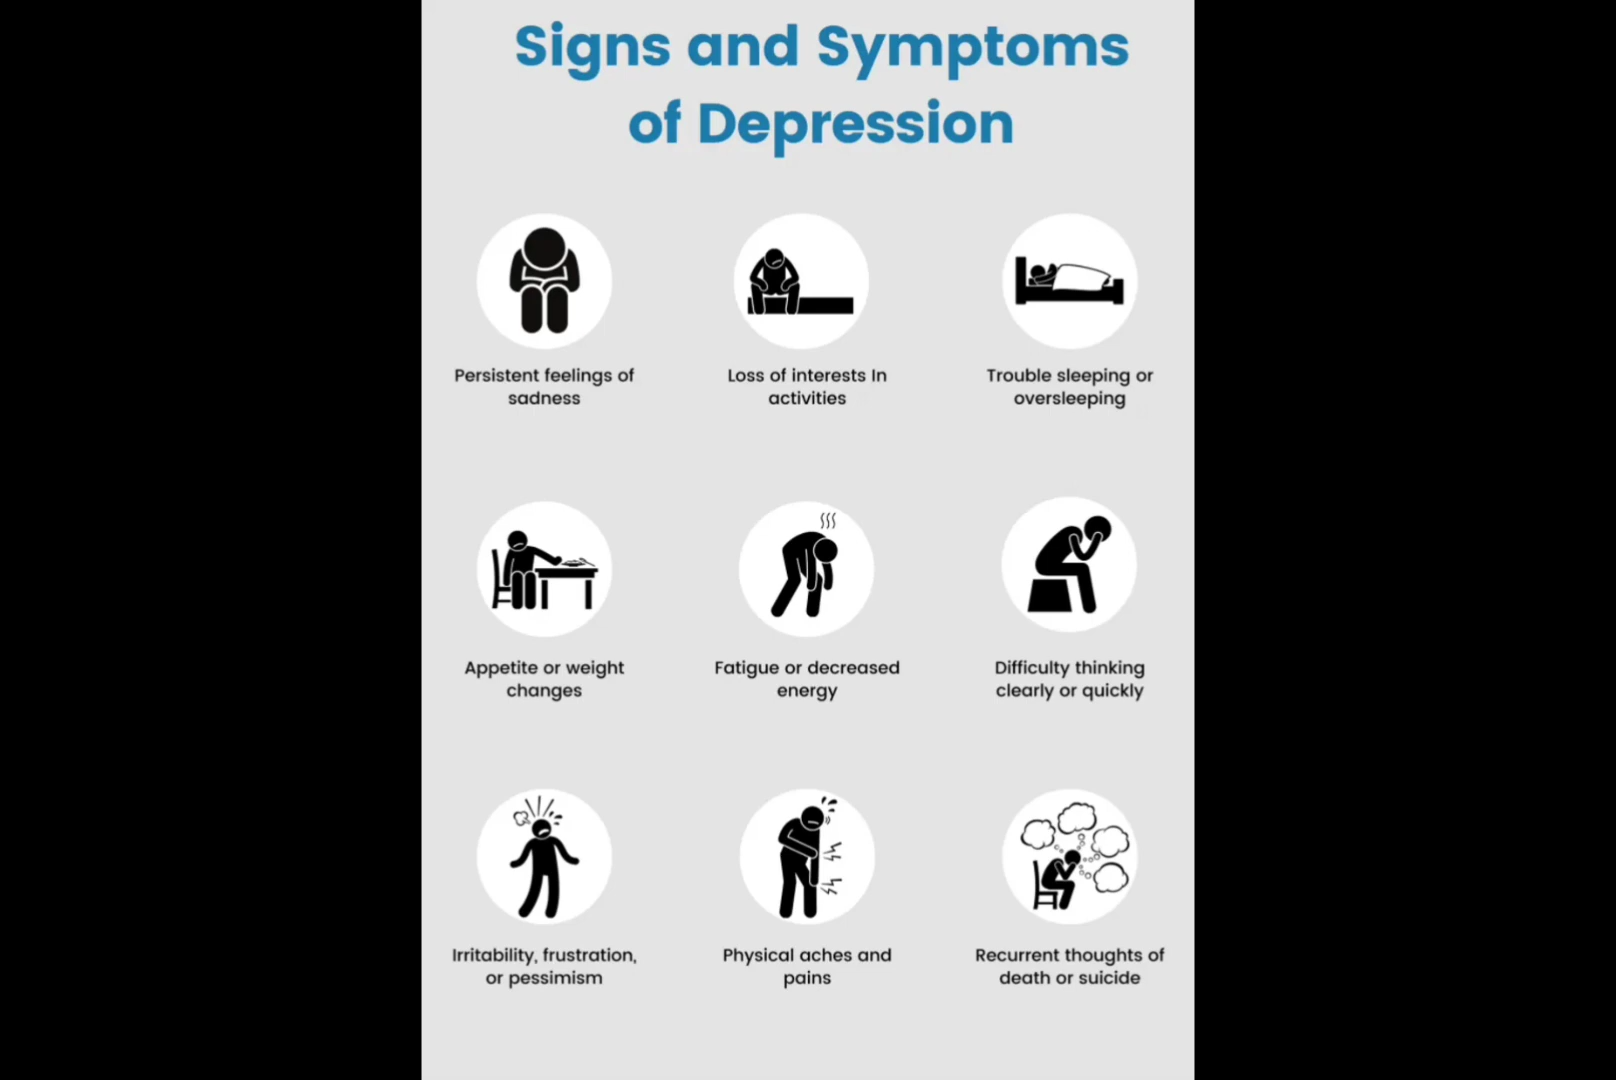 Signs and Symptoms
of Depression
Persistent feelings of
sadness
Loss of interests In
activities
Trouble sleeping or
oversleeping
Appetite or weight
changes
Fatigue or decreased
energy
Difficulty thinking
clearly or quickly
Irritability, frustration,
or pessimism
Physical aches and
pains
Recurrent thoughts of
death or suicide